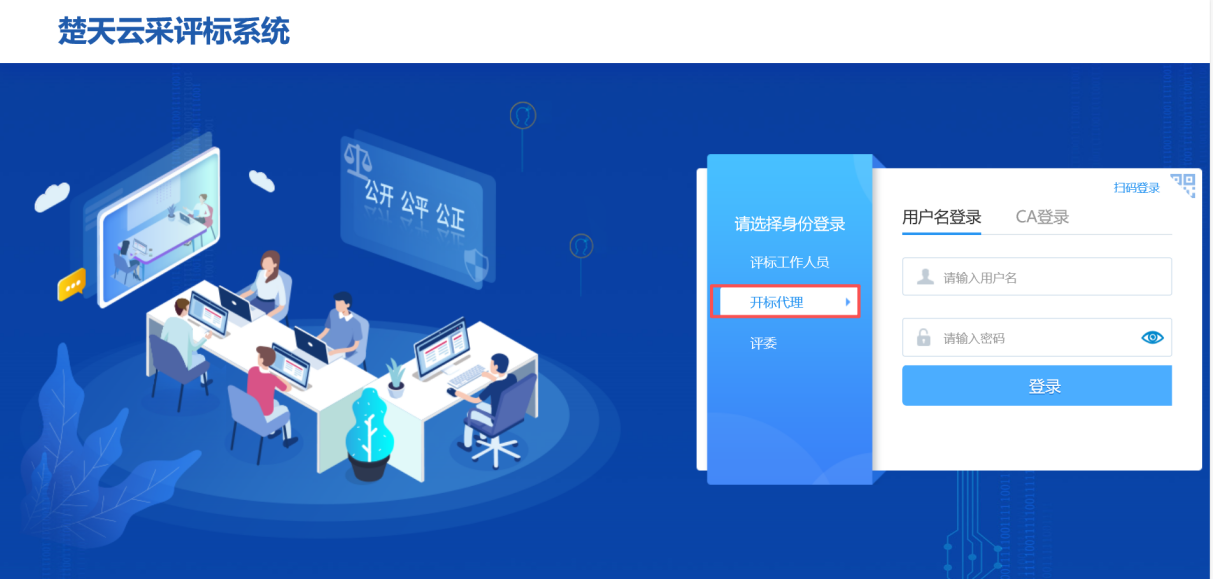 楚天云采评标系统
公开 公平 公正
请选择身份登录
评标工作人员
开标代理
评委
扫码登录
用户名登录 CA登录
请输入用户名
请输入密码
登录